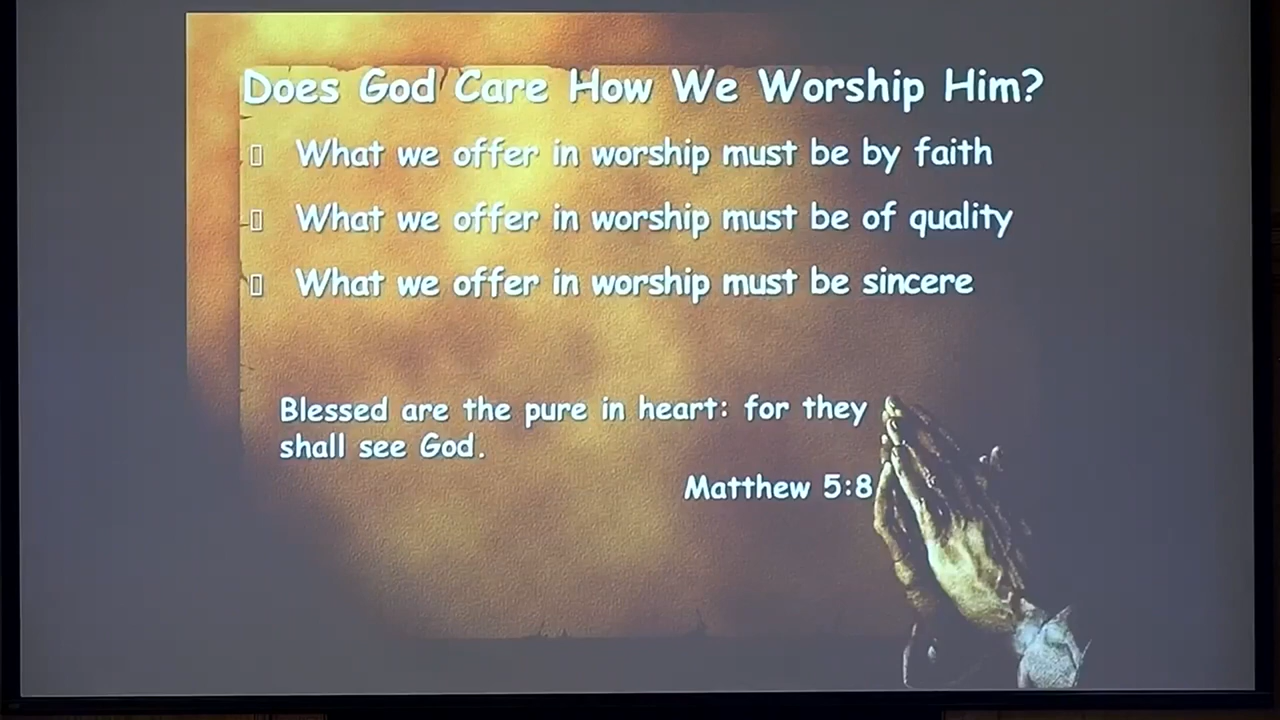 Does God Care How We Worship Him?
What we offer in worship must be by faith
What we offer in worship must be of quality
What we offer in worship must be sincere
Blessed are the pure in heart: for they
shall see God.
Matthew 5:8